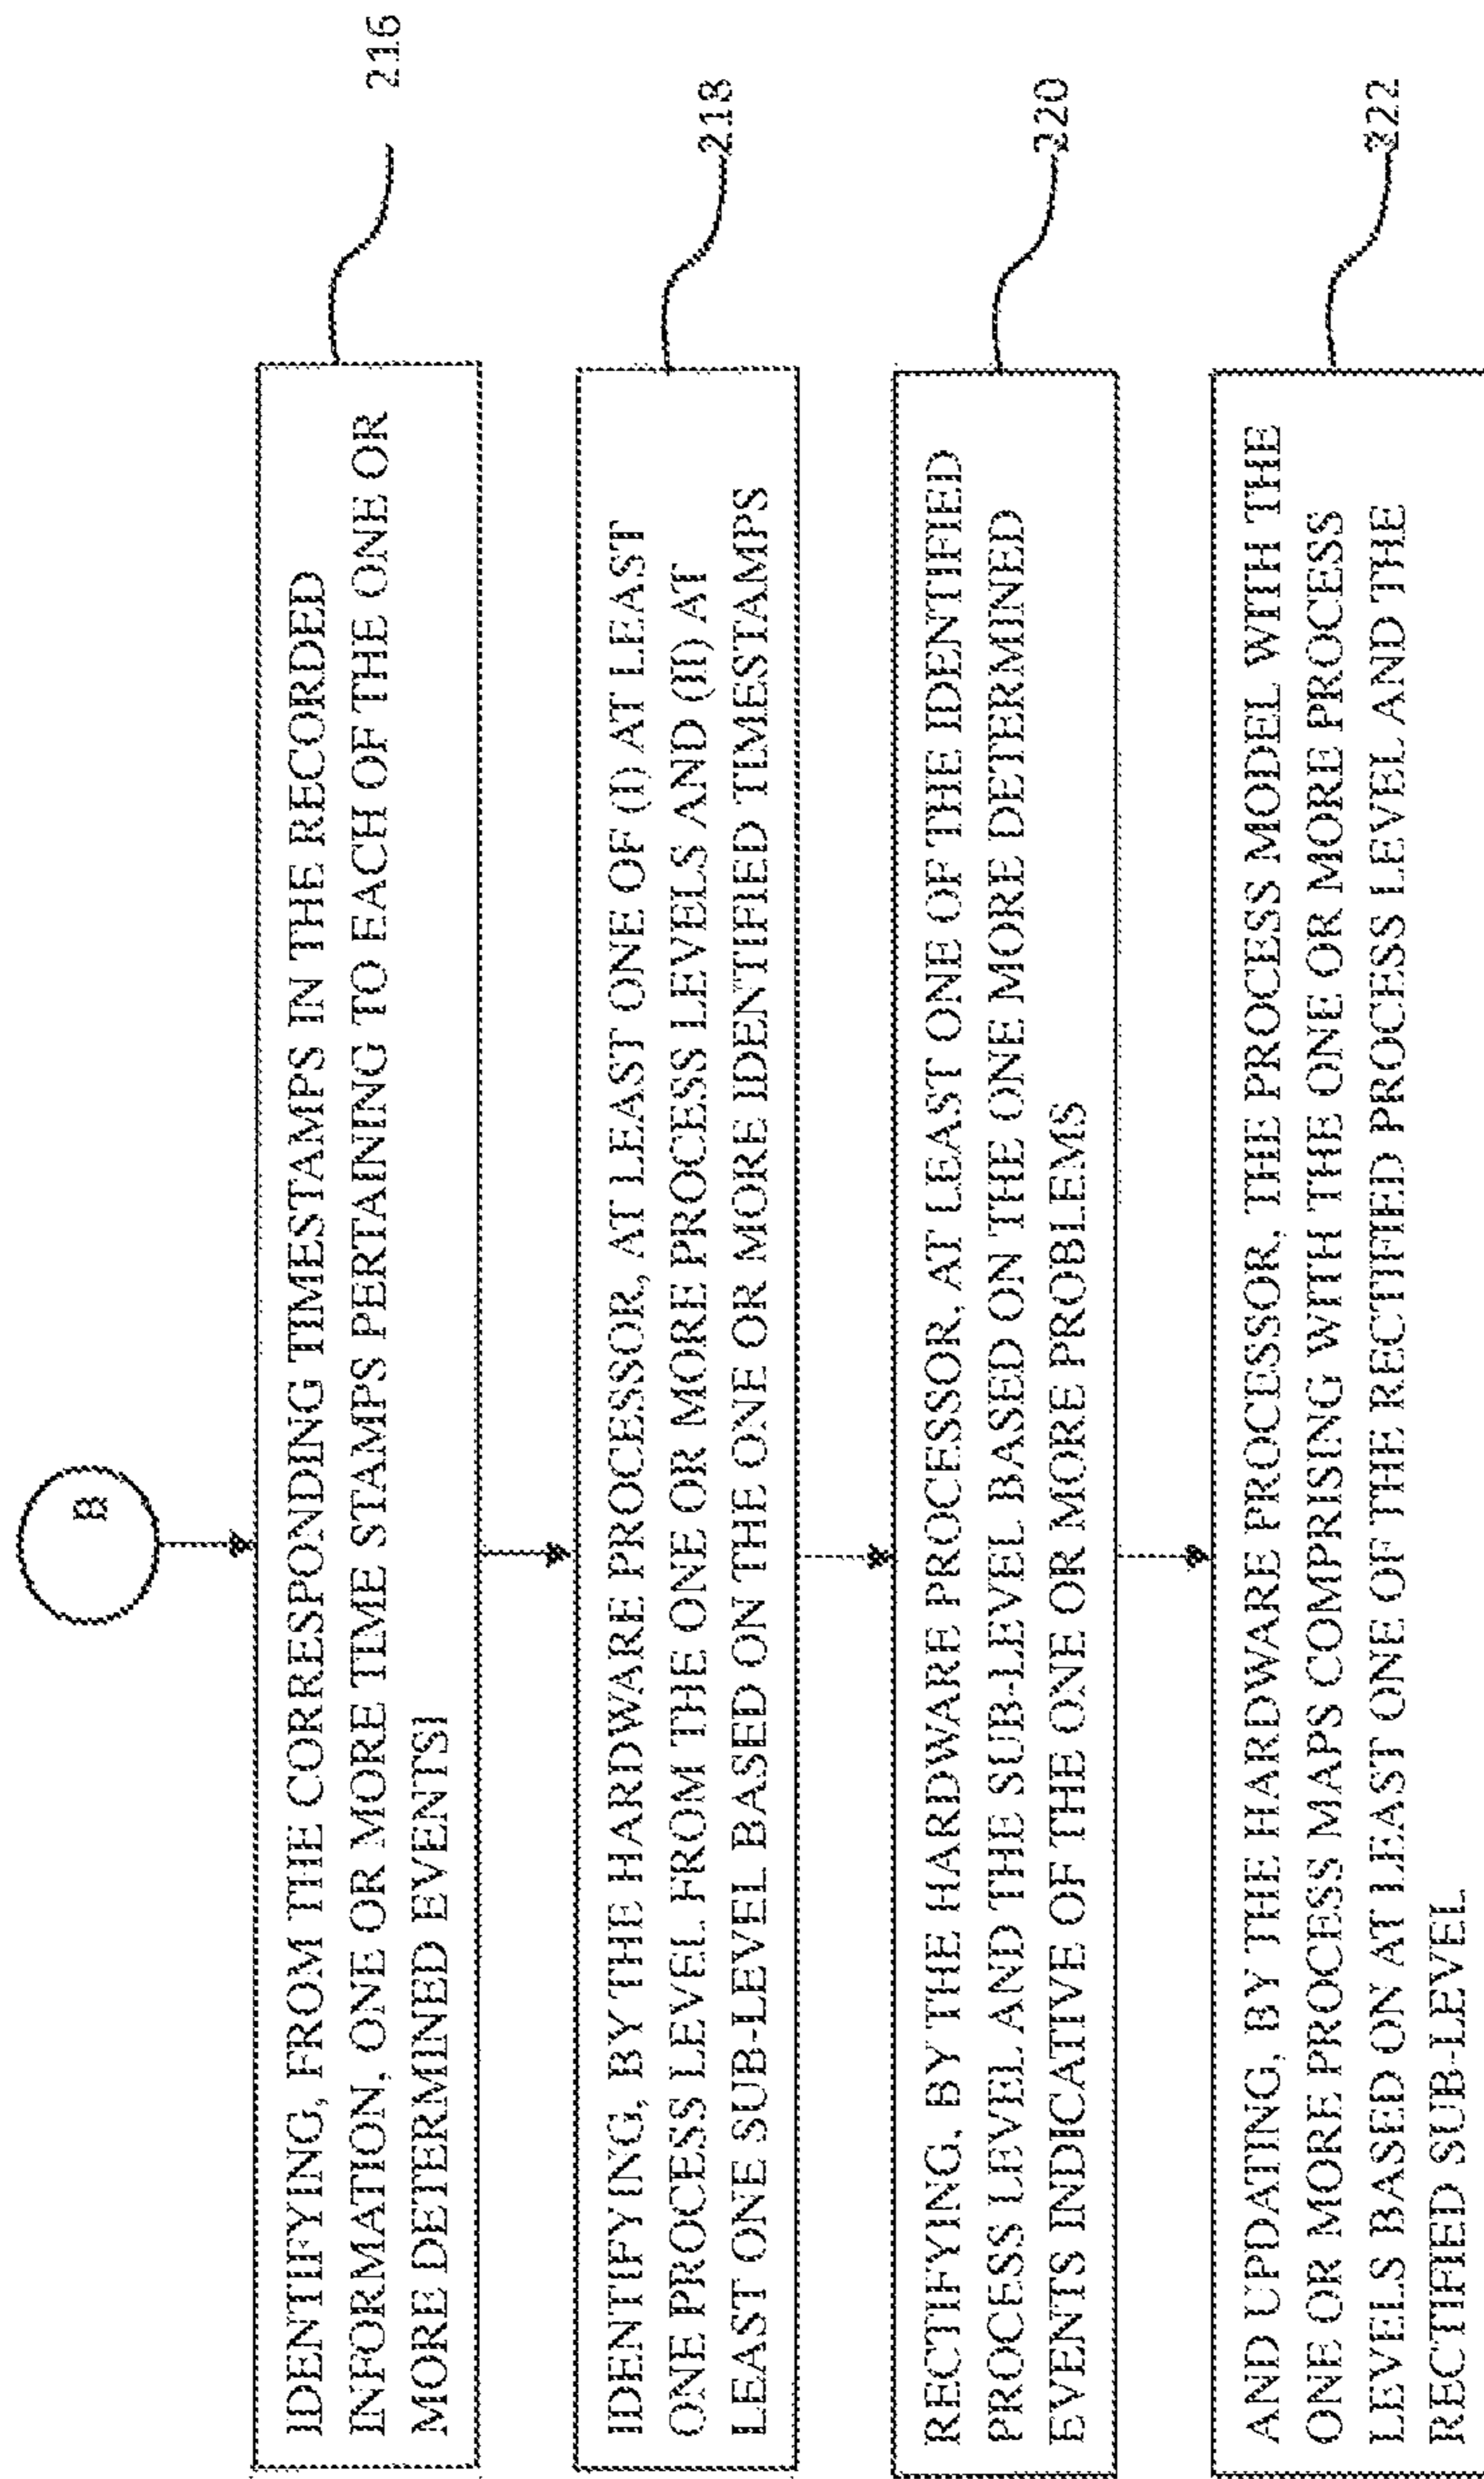 B
IDENTIFYING, FROM THE CORRESPONDING TIMESTAMPS IN THE RECORDED
INFORMATION, ONE OR MORE TIME STAMPS PERTAINING TO EACH OF THE ONE OR
MORE DETERMINED EVENTSI
216
IDENTIFYING, BY THE HARDWARE PROCESSOR, AT LEAST ONE OF (I) AT LEAST
ONE PROCESS LEVEL FROM THE ONE OR MORE PROCESS LEVELS AND (II) AT
LEAST ONE SUB-LEVEL BASED ON THE ONE OR MORE IDENTIFIED TIMESTAMPS
218
RECTIFYING, BY THE HARDWARE PROCESSOR, AT LEAST ONE OF THE IDENTIFIED
PROCESS LEVEL AND THE SUB-LEVEL BASED ON THE ONE MORE DETERMINED
EVENTS INDICATIVE OF THE ONE OR MORE PROBLEMS
220
AND UPDATING, BY THE HARDWARE PROCESSOR, THE PROCESS MODEL WITH THE
ONE OR MORE PROCESS MAPS COMPRISING WITH THE ONE OR MORE PROCESS
LEVELS BASED ON AT LEAST ONE OF THE RECTIFIED PROCESS LEVEL AND THE
RECTIFIED SUB-LEVEL
222